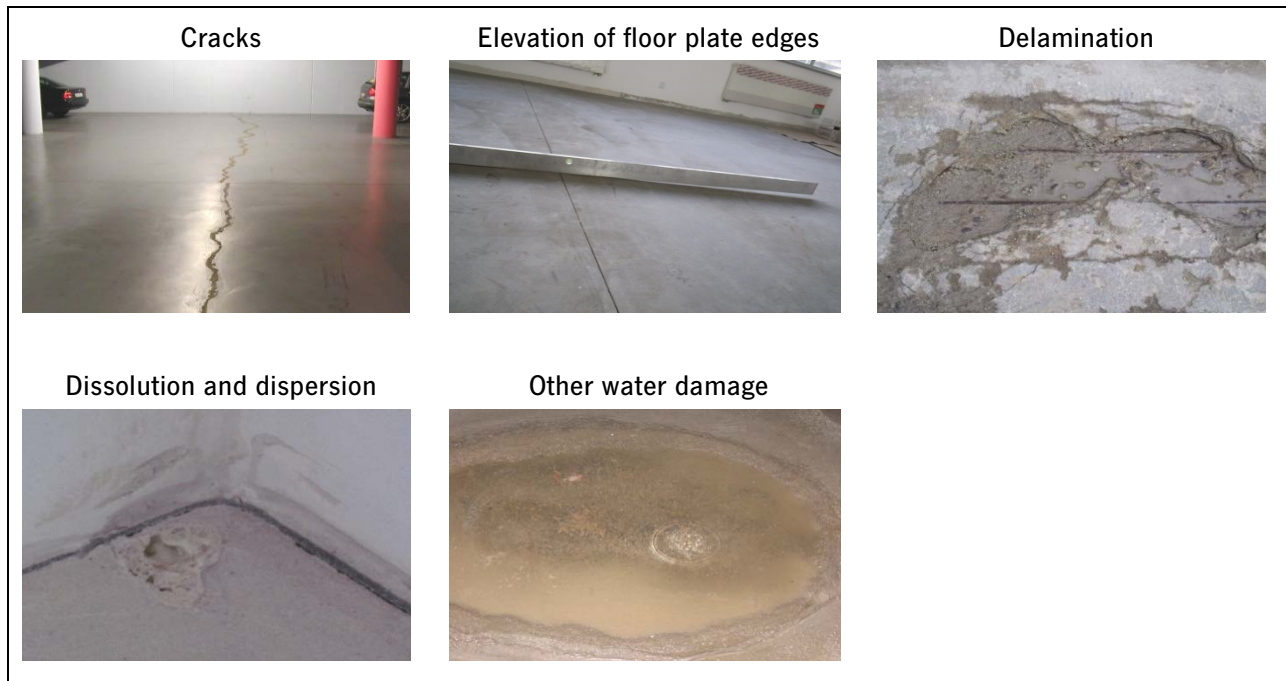 Cracks
Elevation of floor plate edges
Delamination
Dissolution and dispersion
Other water damage